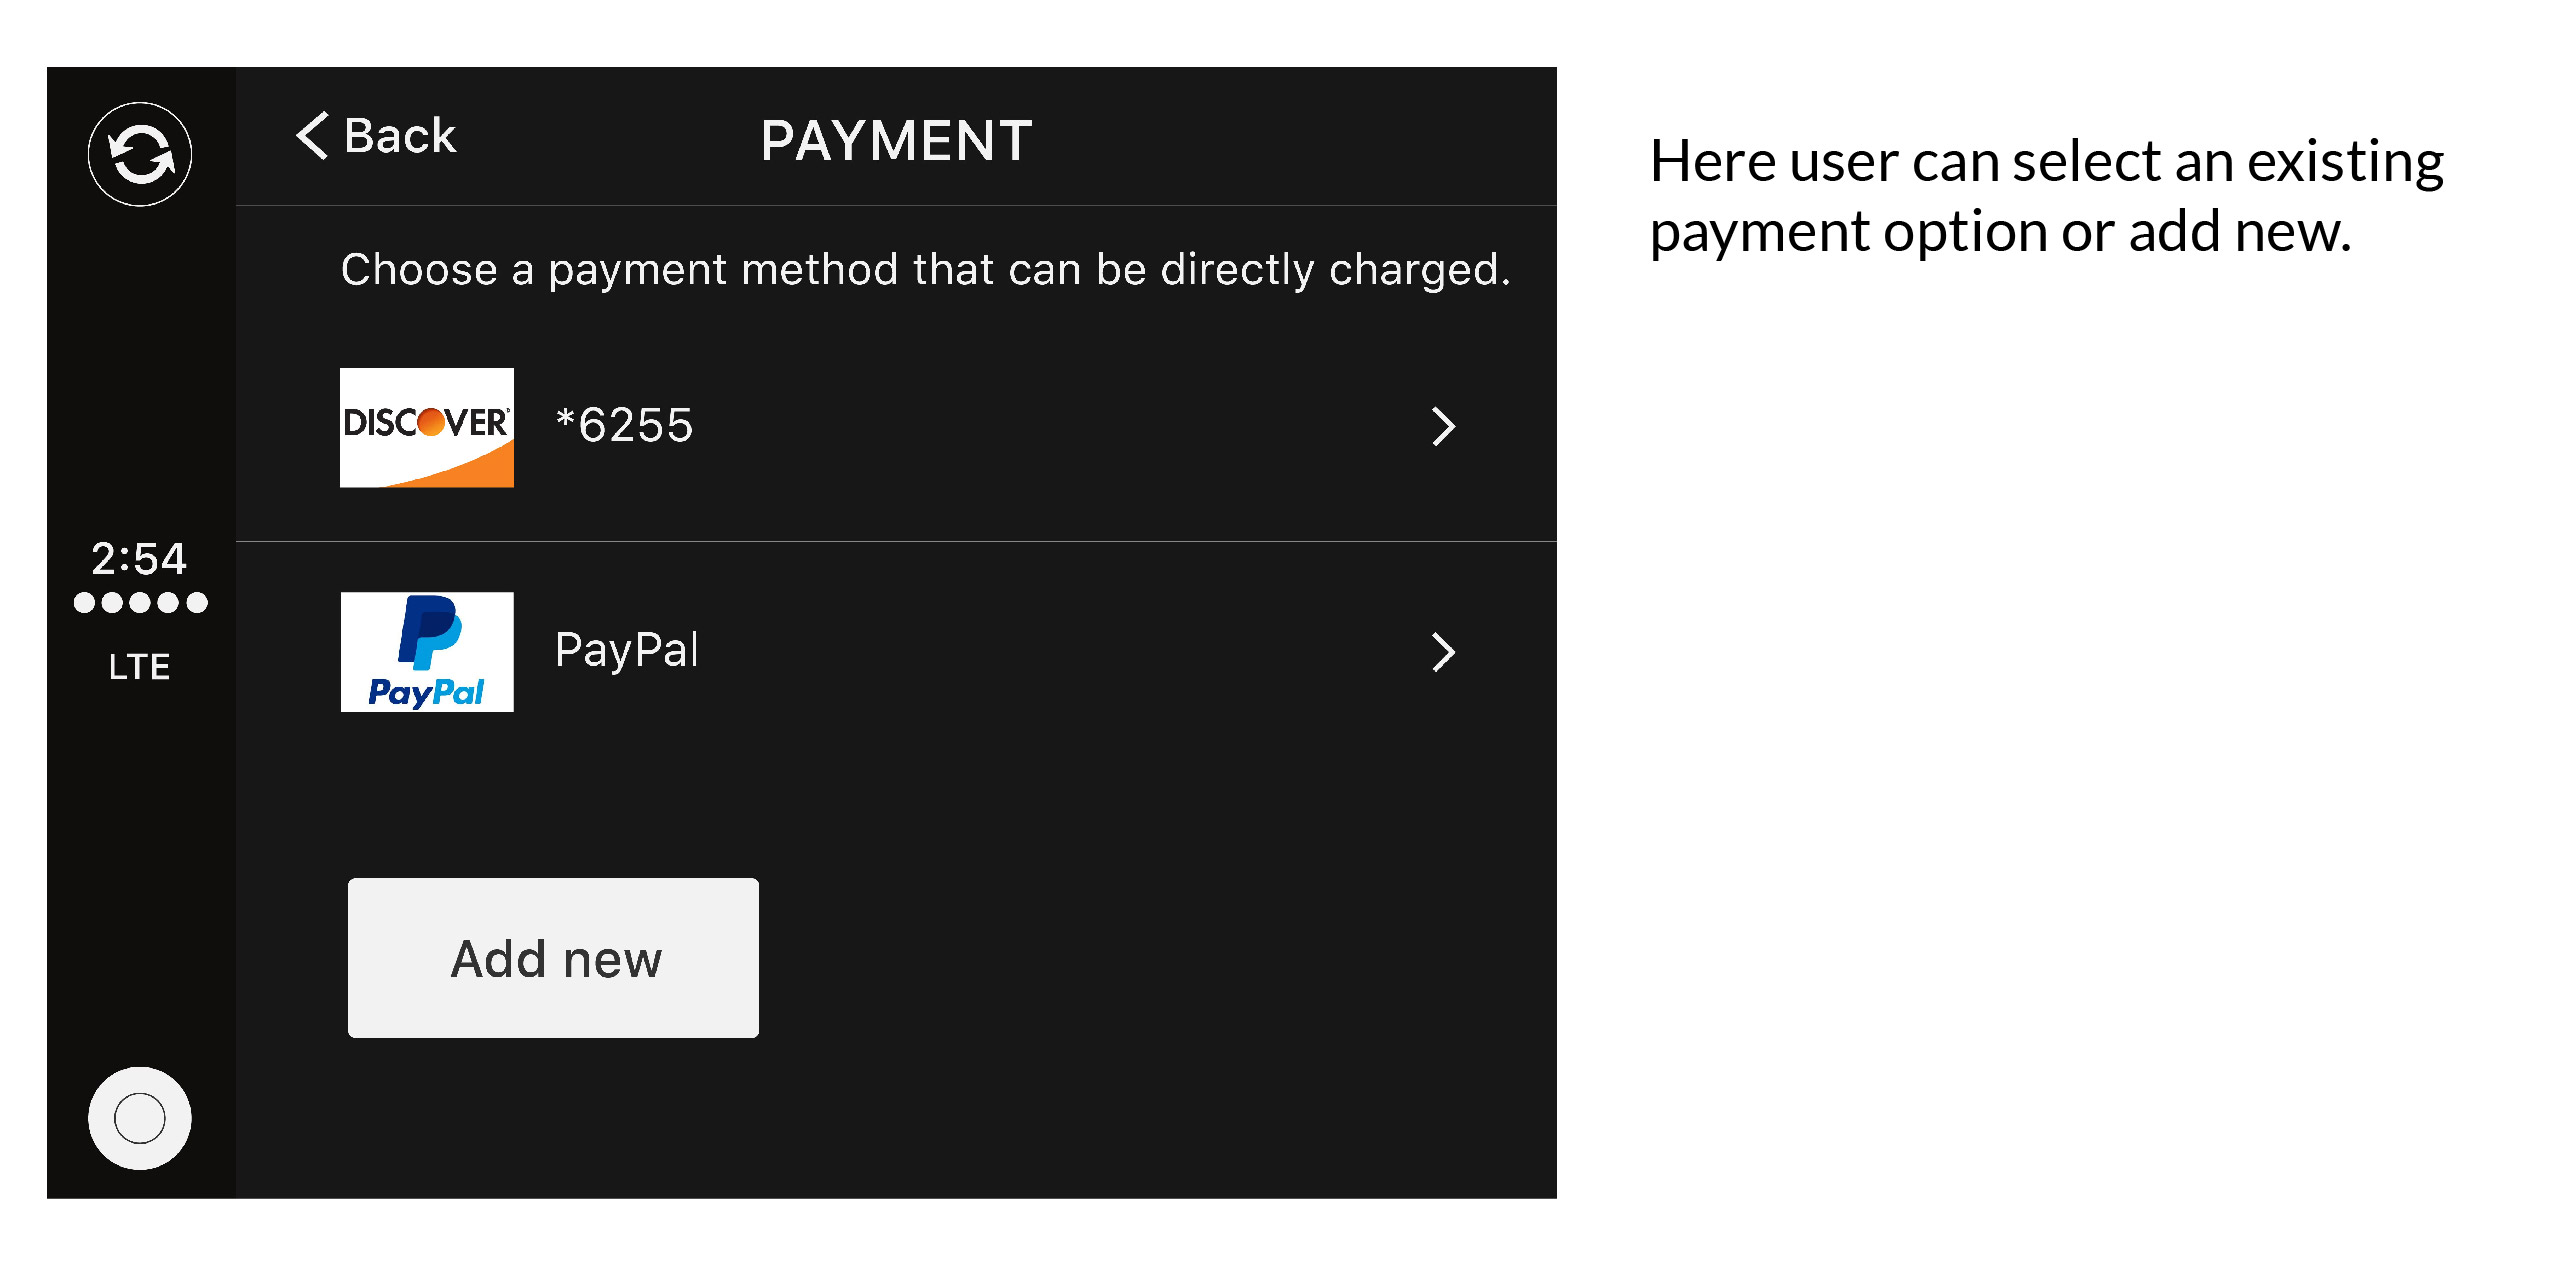 Back
PAYMENT
Choose a payment method that can be directly charged.
DISCOVER
*6255
2:54
LTE
PayPal
PayPal
Add new
Here user can select an existing
payment option or add new.